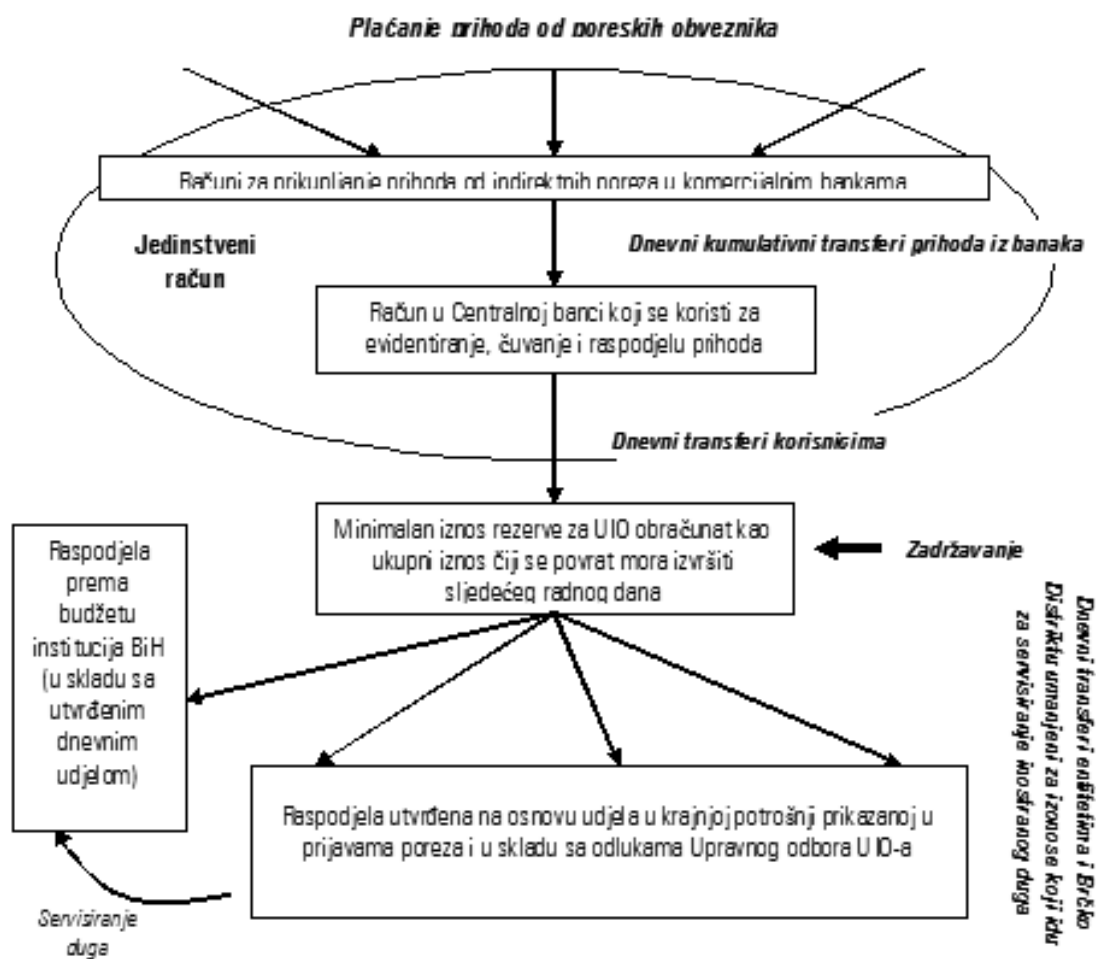 Plaćanje prihoda od poreskih obveznika
Računi za prikupljanje prihoda od indirektnih poreza u komercijalnim bankama
Jedinstveni
račun
Dnevni kumulativni transferi prihoda iz banaka
Račun u Centralnoj banci koji se koristi za
evidentiranje, čuvanje i raspodjelu prihoda
Dnevni transferi korisnicima
Minimalan iznos rezerve za UIO obračunat kao
ukupni iznos čiji se povrat mora izvršiti
sljedećeg radnog dana
Zadržavanje
Raspodjela
prema
budžetu
institucija BiH
(u skladu sa
utvrđenim
dnevnim
udjelom)
Dnevni transferi entitetima i Brčko
Distriktu umanjeni za iznose koji idu
za servisiranje inostranog duga
Raspodjela utvrđena na osnovu udjela u krajnjoj potrošnji prikazanoj u
prijavama poreza i u skladu sa odlukama Upravnog odbora UIO-a
Servisiranje
duga